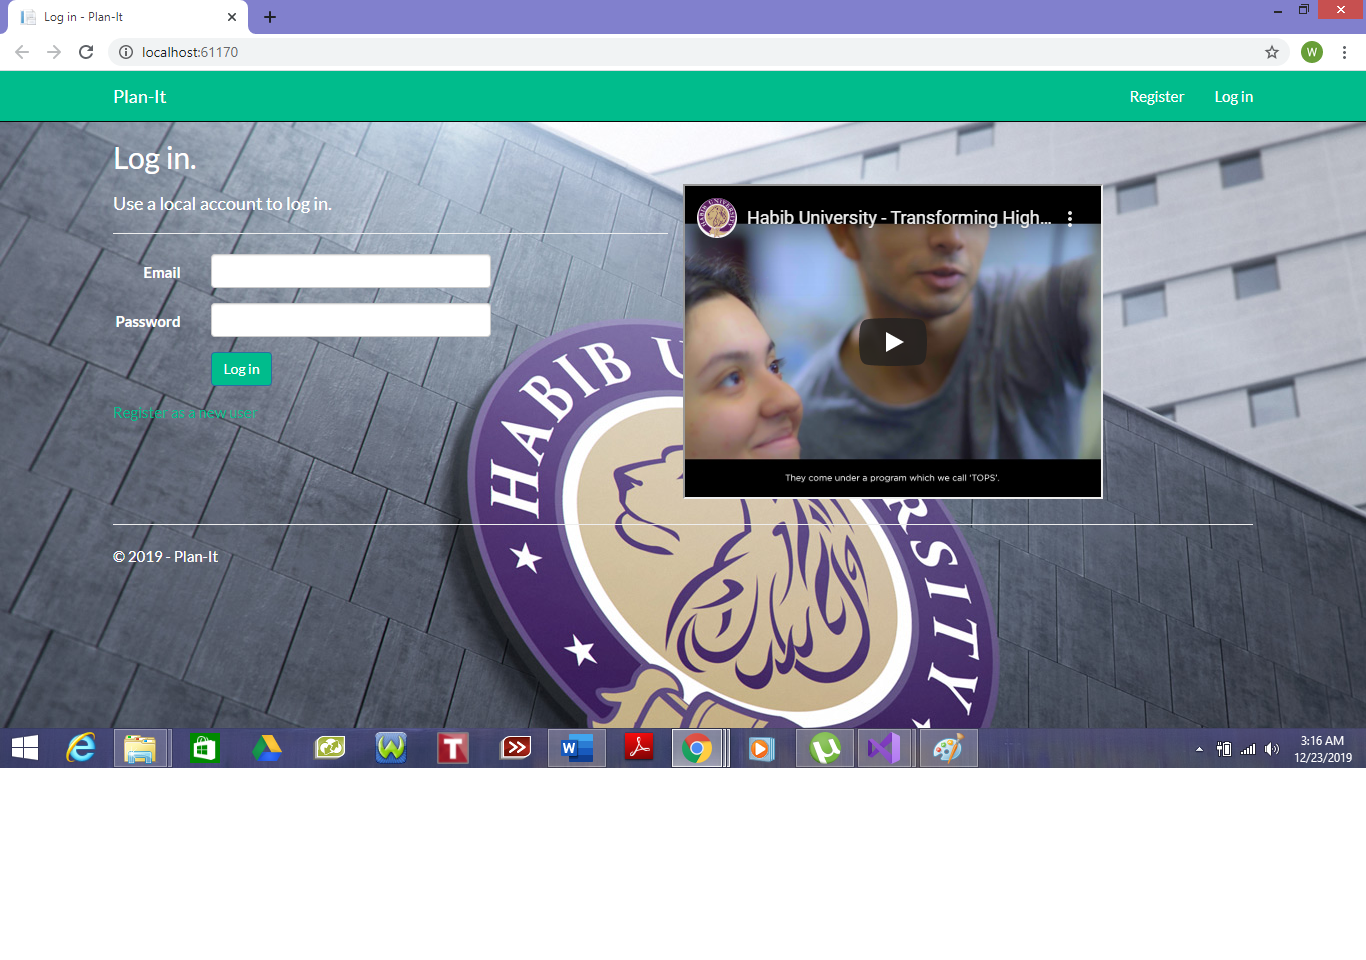 Log in - Plan-It
localhost:61170
W
Plan-It
Register
Log in
Log in.
Use a local account to log in.
Email
Password
Log in
Register as a new user
Habib University - Transforming High...
They come under a program which we call 'TOPS'.
HABIB UNIVERSITY
HABIB U RSITY
© 2019 - Plan-It
W
T
W
3:16 AM
12/23/2019